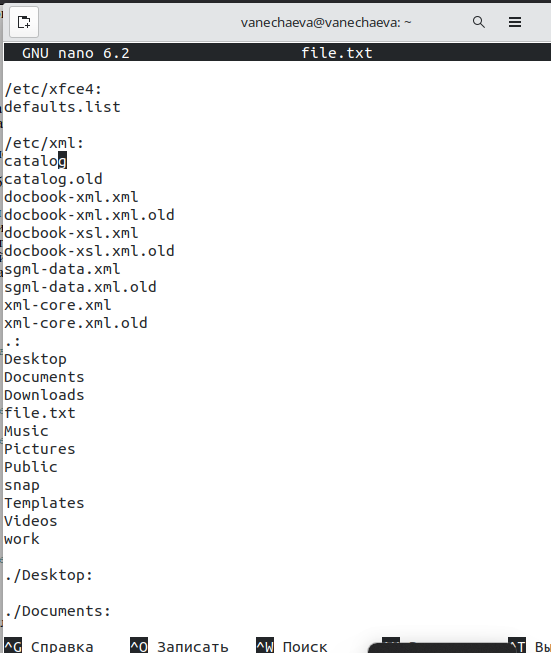 vanechaeva@vanechaeva: ~
GNU nano 6.2 file.txt
/etc/xfce4:
defaults.list
/etc/xml:
catalog
catalog.old
docbook-xml.xml
docbook-xml.xml.old
docbook-xsl.xml
docbook-xsl.xml.old
sgml-data.xml
sgml-data.xml.old
xml-core.xml
xml-core.xml.old
.:
Desktop
Documents
Downloads
file.txt
Music
Pictures
Public
snap
Templates
Videos
work
./Desktop:
./Documents:
^G Справка ^O Записать ^W Поиск ^T Вы